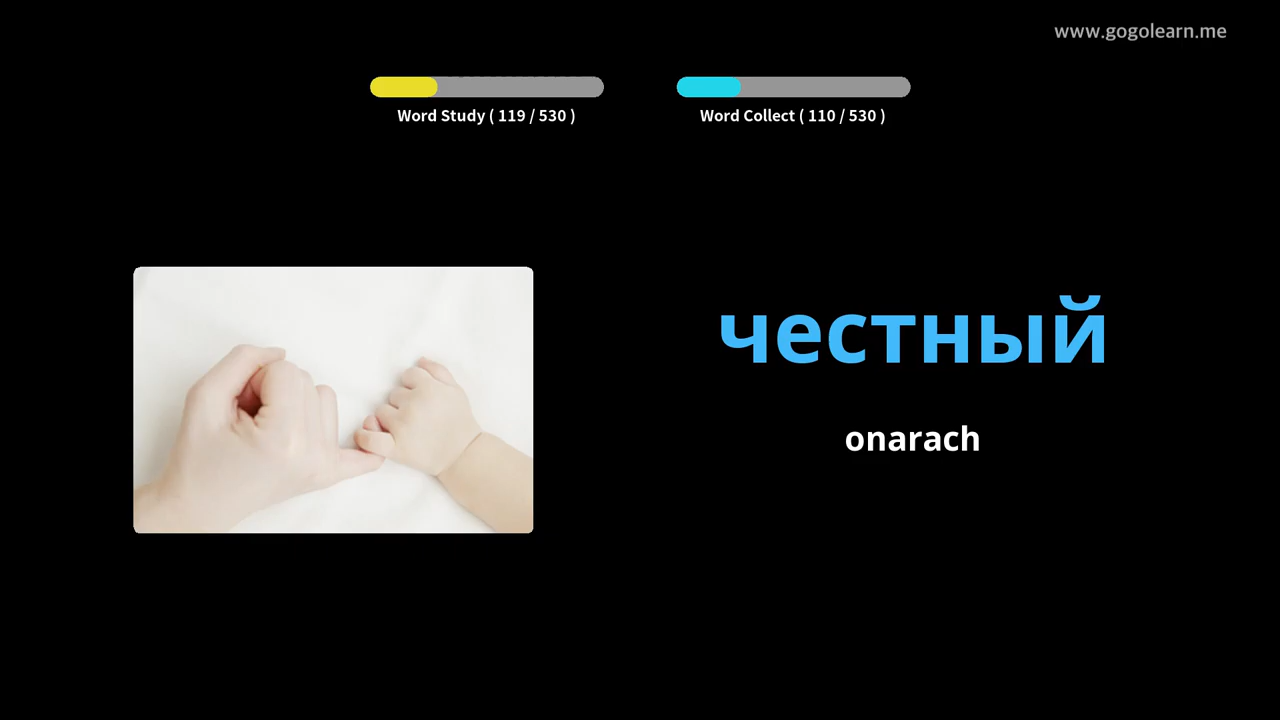 www.gogolearn.me
Word Study ( 119 / 530 )
Word Collect ( 110 / 530 )
честный
onarach